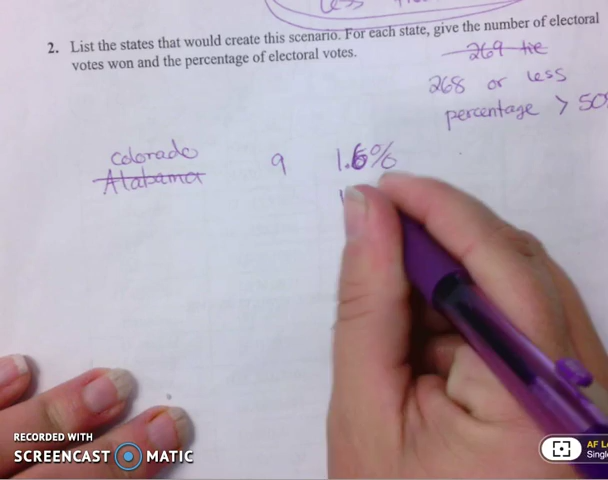 less
2. List the states that would create this scenario. For each state, give the number of electoral
votes won and the percentage of electoral votes.
269 tie
268 or less
percentage > 50
Colorado 9 1.6%
Alabama
RECORDED WITH
SCREENCAST MATIC